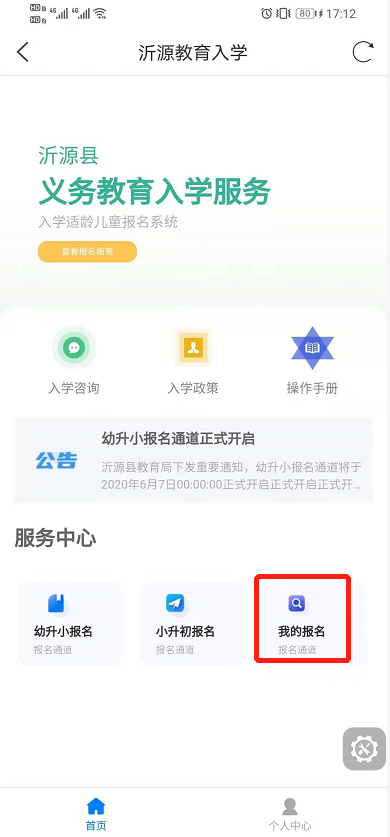 HD 4G 4G 80 17:12
HD
沂源教育入学
沂源县
义务教育入学服务
入学适龄儿童报名系统
查看报名指南
入学咨询 入学政策 操作手册
公告
幼升小报名通道正式开启
沂源县教育局下发重要通知，幼升小报名通道将于
2020年6月7日00:00:00正式开启正式开启正式开...
服务中心
幼升小报名 小升初报名 我的报名
报名通道 报名通道 报名通道
首页 个人中心